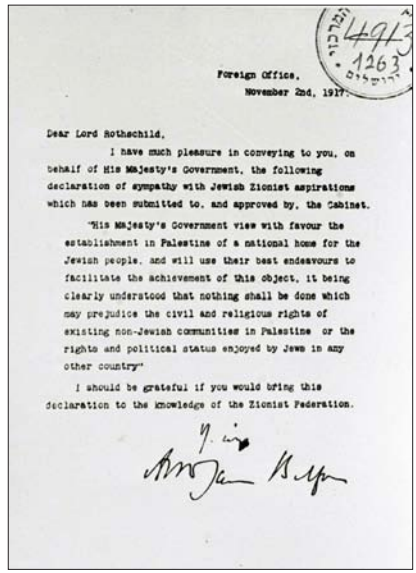 המרכזי
4913
1263
ירושלים
Foreign Office,
November 2nd, 1917.
Dear Lord Rothschild,
I have much pleasure in conveying to you, on
behalf of His Majesty's Government, the following
declaration of sympathy with Jewish Zionist aspirations
which has been submitted to, and approved by, the Cabinet.
"His Majesty's Government view with favour the
establishment in Palestine of a national home for the
Jewish people, and will use their best endeavours to
facilitate the achievement of this object, it being
clearly understood that nothing shall be done which
may prejudice the civil and religious rights of
existing non-Jewish communities in Palestine or the
rights and political status enjoyed by Jews in any
other country"
I should be grateful if you would bring this
declaration to the knowledge of the Zionist Federation.